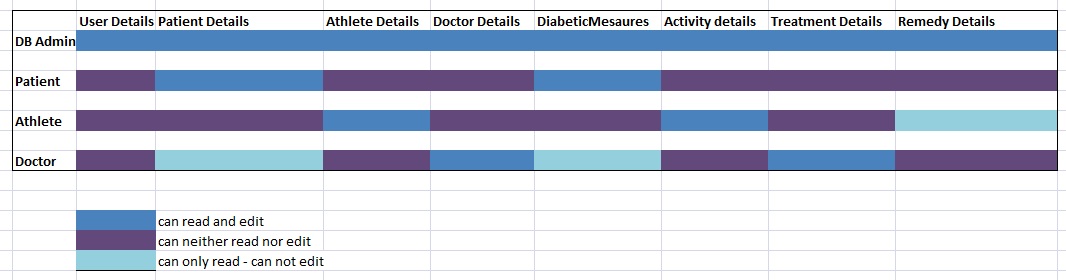 User Details Patient Details Athlete Details Doctor Details DiabeticMesaures Activity details Treatment Details Remedy Details
DB Admin
Patient
Athlete
Doctor
can read and edit
can neither read nor edit
can only read - can not edit